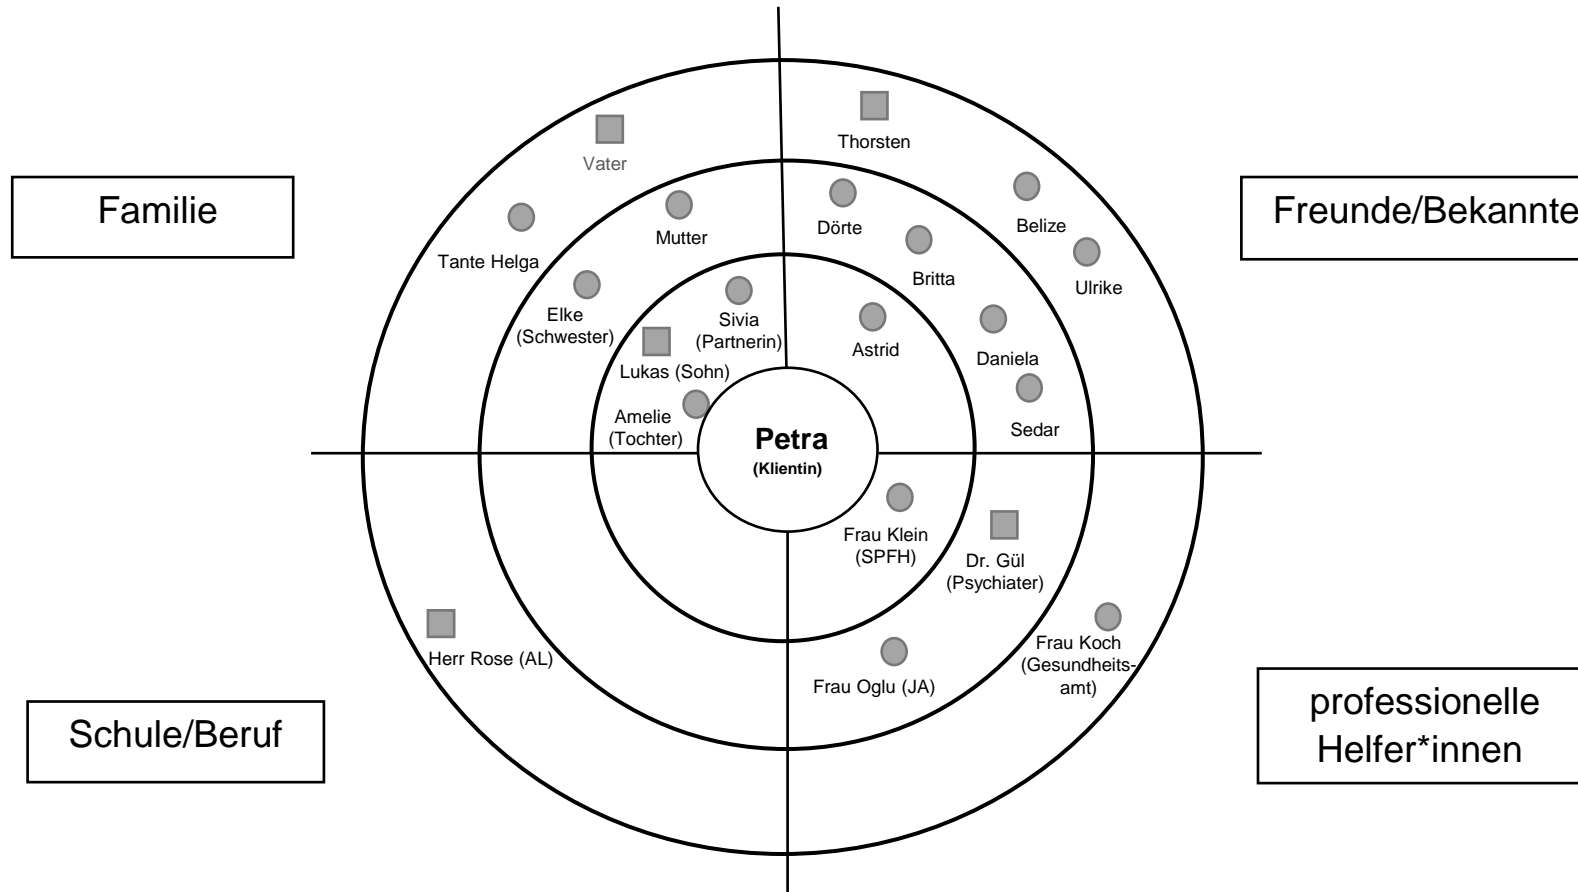 Familie
Vater
Tante Helga
Mutter
Elke
(Schwester)
Sivia
(Partnerin)
Lukas (Sohn)
Amelie
(Tochter)
Freunde/Bekannte
Thorsten
Belize
Ulrike
Dörte
Britta
Daniela
Sedar
Astrid
Petra
(Klientin)
Schule/Beruf
Herr Rose (AL)
professionelle
Helfer*innen
Frau Klein
(SPFH)
Dr. Gül
(Psychiater)
Frau Oglu (JA)
Frau Koch
(Gesundheits-
amt)